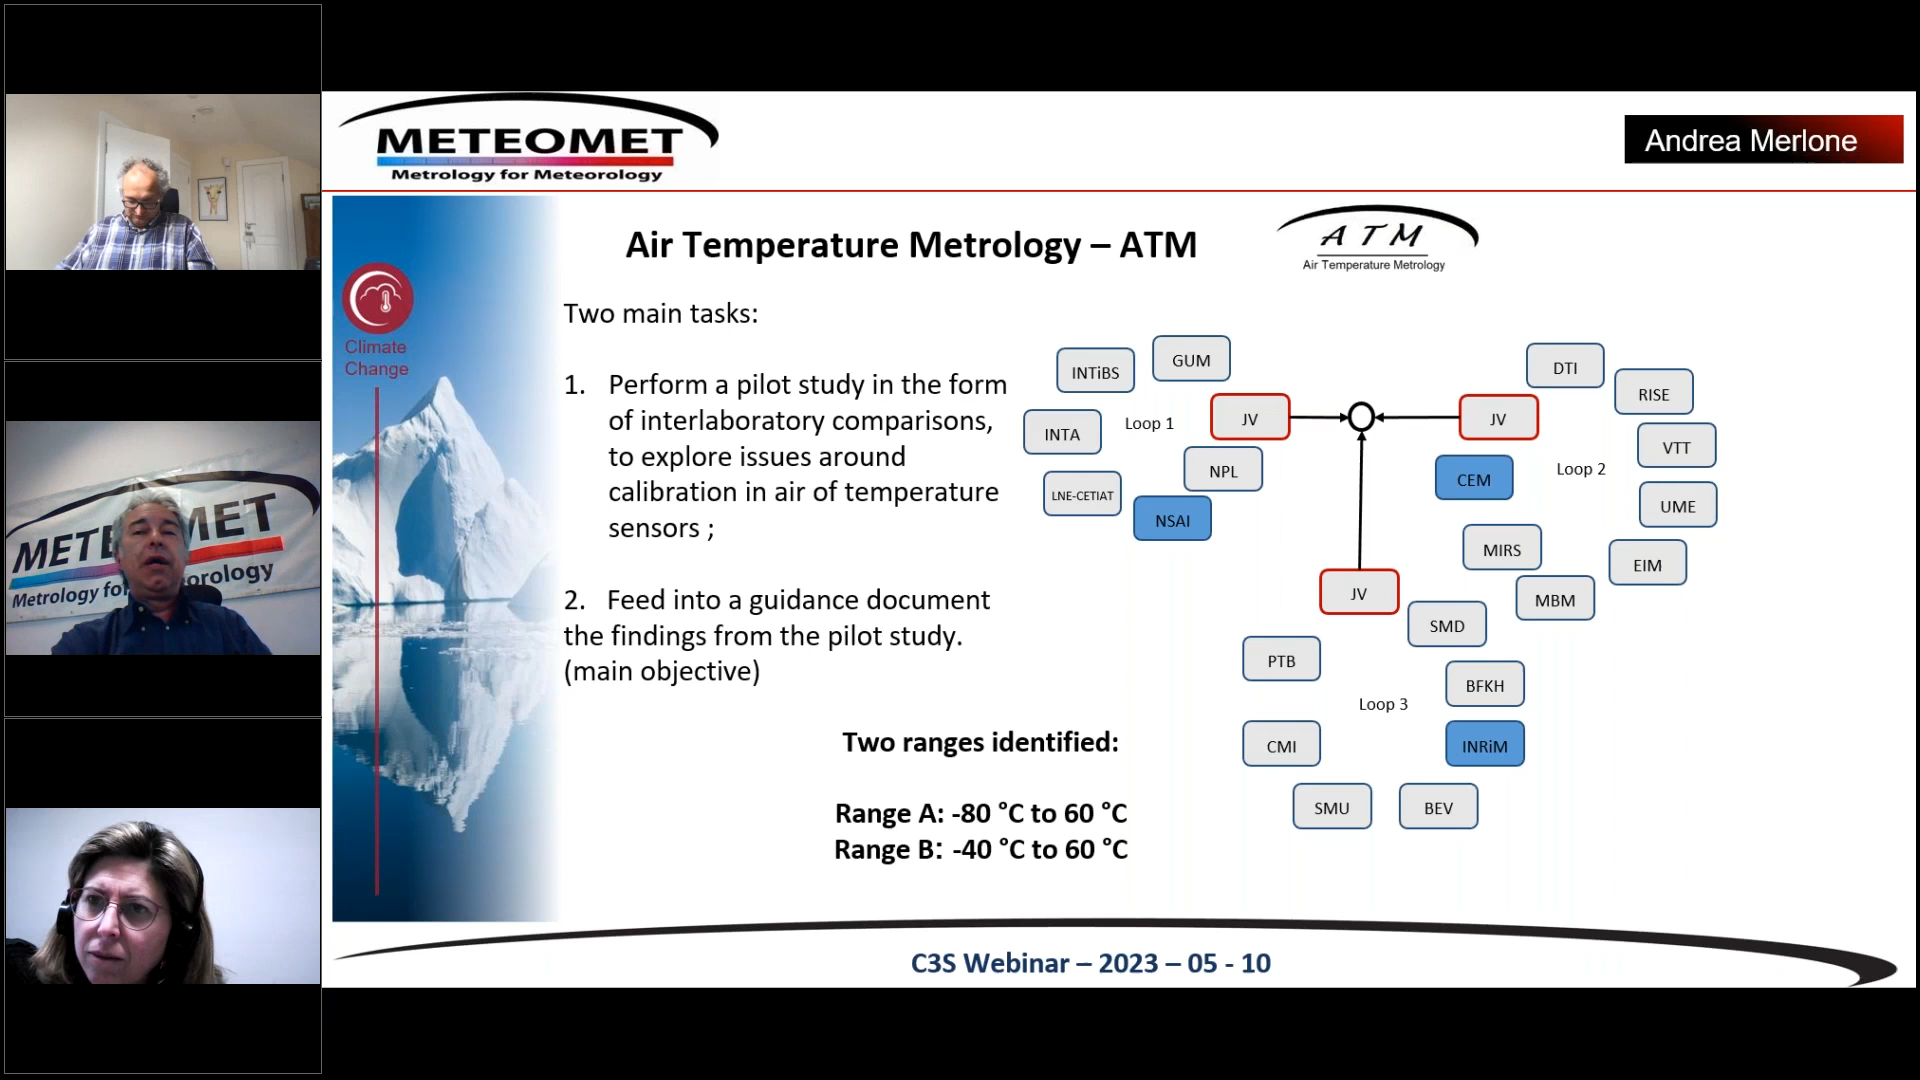 METEOMET
Metrology for Meteorology
Andrea Merlone
Air Temperature Metrology – ATM
A T M
Air Temperature Metrology
Climate
Change
Two main tasks:
1. Perform a pilot study in the form
of interlaboratory comparisons,
to explore issues around
calibration in air of temperature
sensors ;
2. Feed into a guidance document
the findings from the pilot study.
(main objective)
Two ranges identified:
Range A: -80 °C to 60 °C
Range B: -40 °C to 60 °C
INTiBS
GUM
INTA
Loop 1
JV
NPL
LNE-CETIAT
NSAI
JV
DTI
RISE
VTT
CEM
Loop 2
UME
MIRS
EIM
MBM
JV
SMD
PTB
BFKH
Loop 3
CMI
INRiM
SMU
BEV
C3S Webinar – 2023 – 05 - 10
METE MET
Metrology for orology